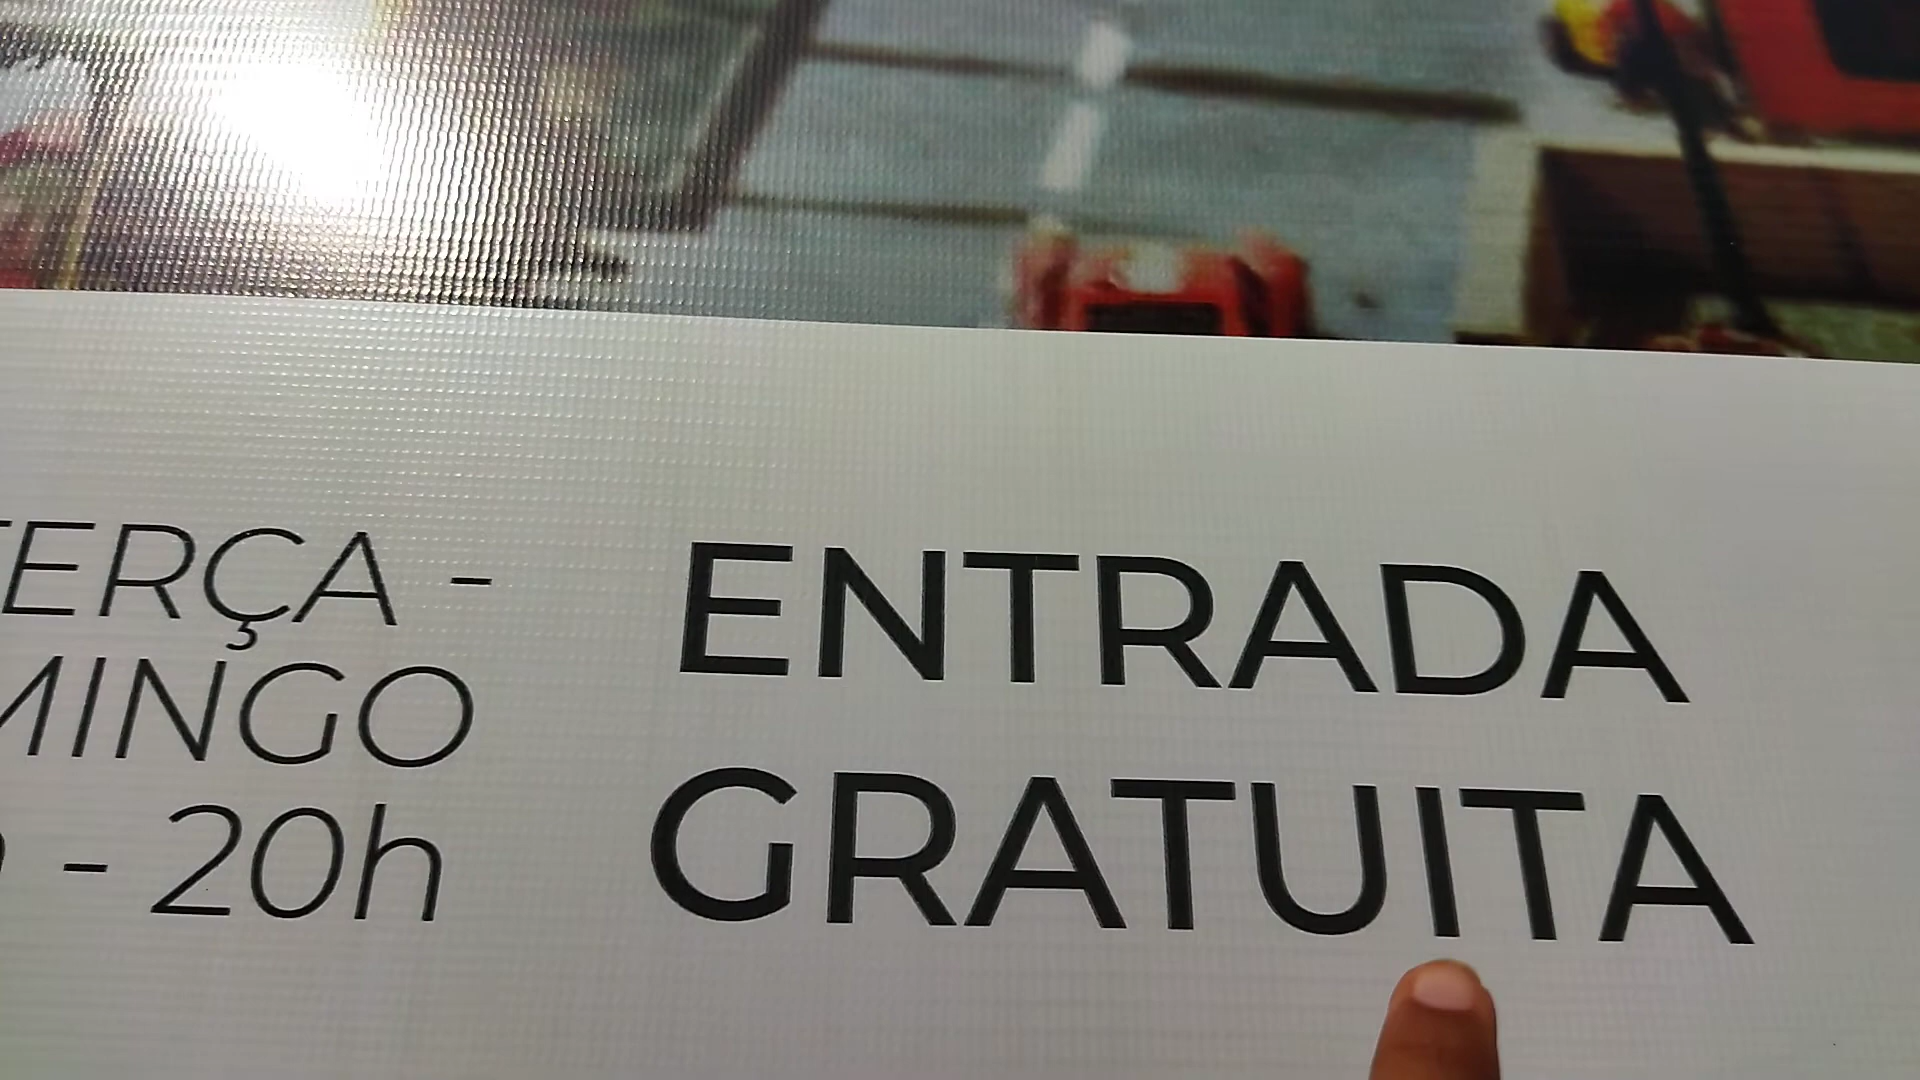 TERÇA -
MINGO
- 20h
ENTRADA
GRATUITA